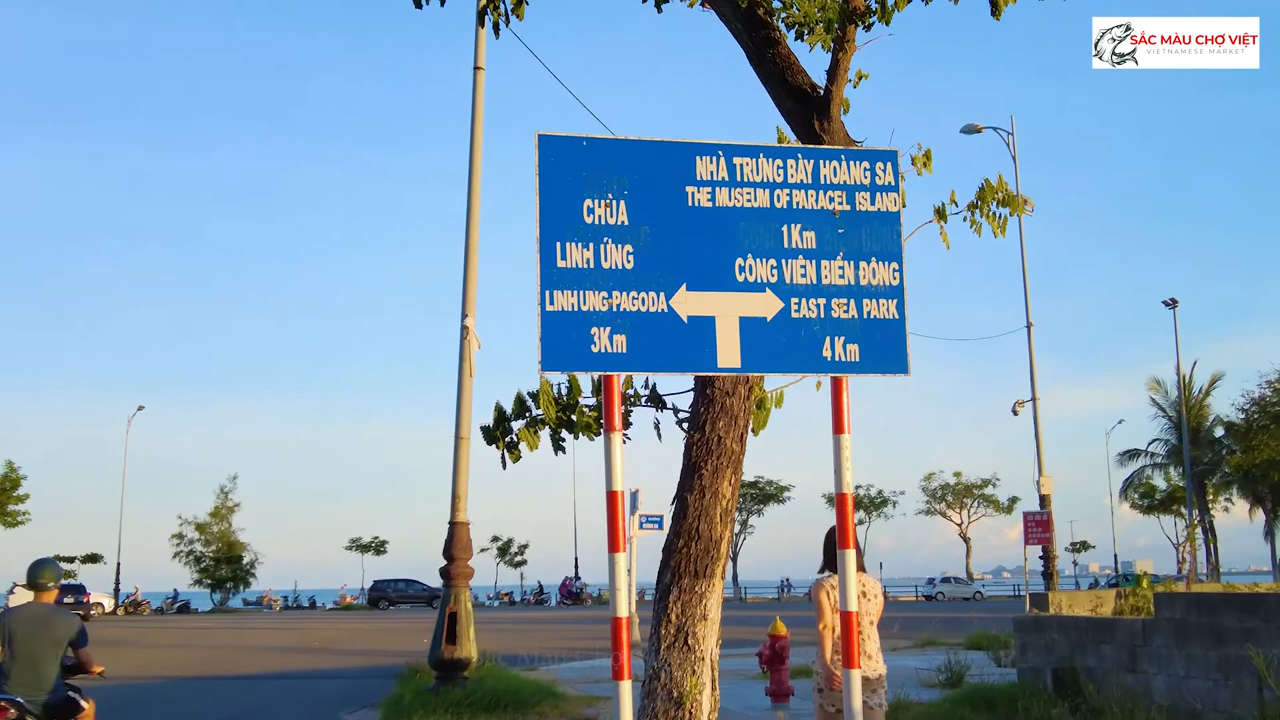 SẮC MÀU CHỢ VIỆT
VIETNAMESE MARKET
NHÀ TRƯNG BÀY HOÀNG SA
THE MUSEUM OF PARACEL ISLAND
1Km
CHÙA
LINH ỨNG
LINH UNG PAGODA
3Km
CÔNG VIÊN BIỂN ĐÔNG
EAST SEA PARK
4Km